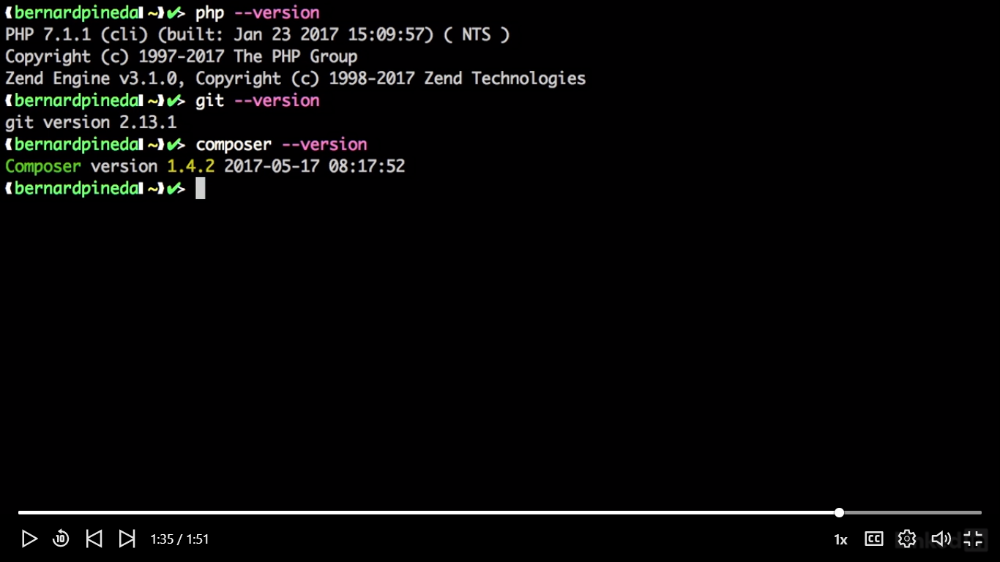 ❪bernardpineda ~❫✔> php --version
PHP 7.1.1 (cli) (built: Jan 23 2017 15:09:57) ( NTS )
Copyright (c) 1997-2017 The PHP Group
Zend Engine v3.1.0, Copyright (c) 1998-2017 Zend Technologies
❪bernardpineda ~❫✔> git --version
git version 2.13.1
❪bernardpineda ~❫✔> composer --version
Composer version 1.4.2 2017-05-17 08:17:52
❪bernardpineda ~❫✔>
10 1:35 / 1:51 1x CC